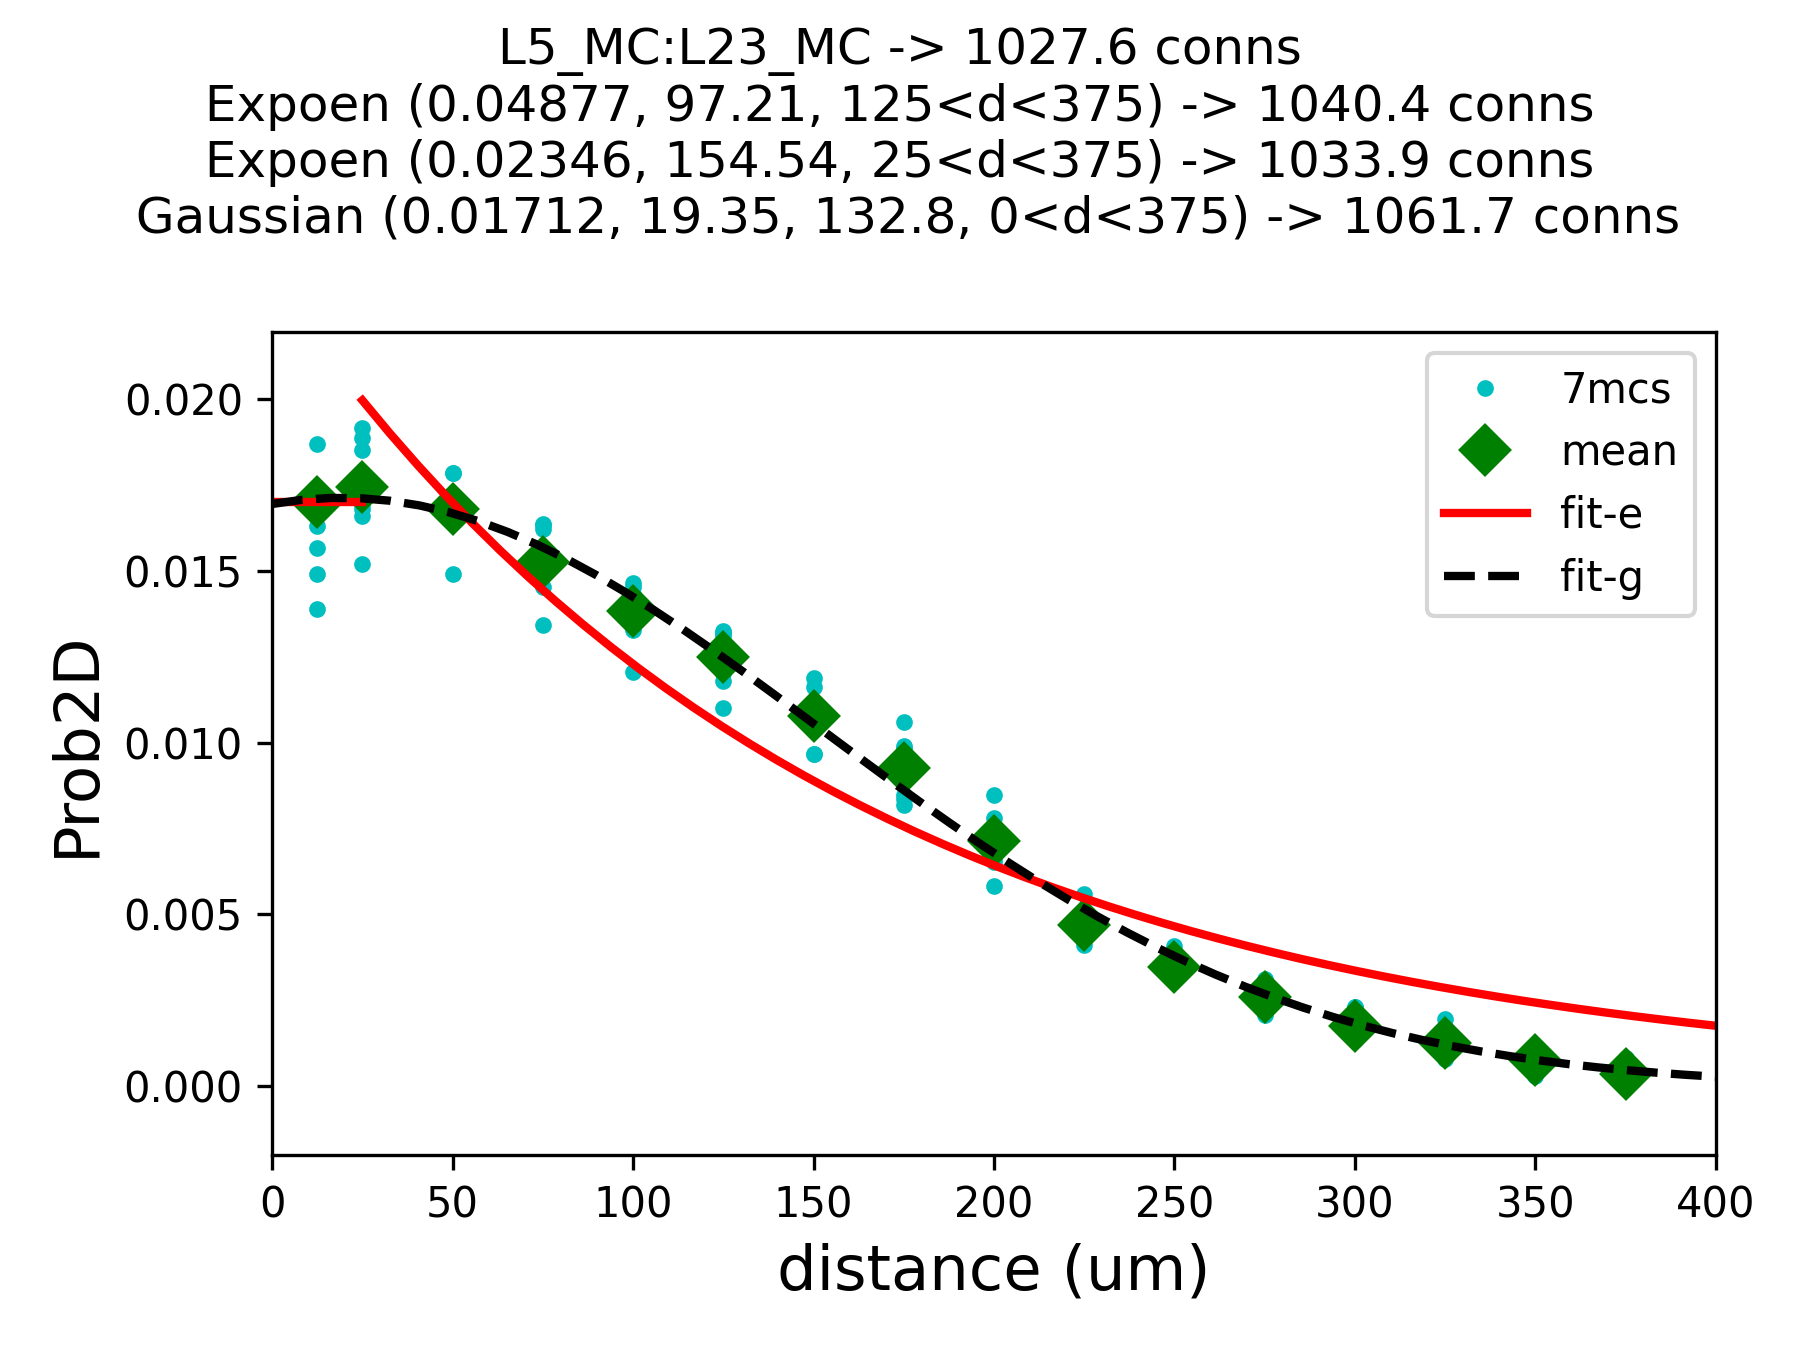 L5_MC:L23_MC -> 1027.6 conns
Expoen (0.04877, 97.21, 125<d<375) -> 1040.4 conns
Expoen (0.02346, 154.54, 25<d<375) -> 1033.9 conns
Gaussian (0.01712, 19.35, 132.8, 0<d<375) -> 1061.7 conns
7mcs
mean
fit-e
fit-g
Prob2D
0.020
0.015
0.010
0.005
0.000
0 50 100 150 200 250 300 350 400
distance (um)